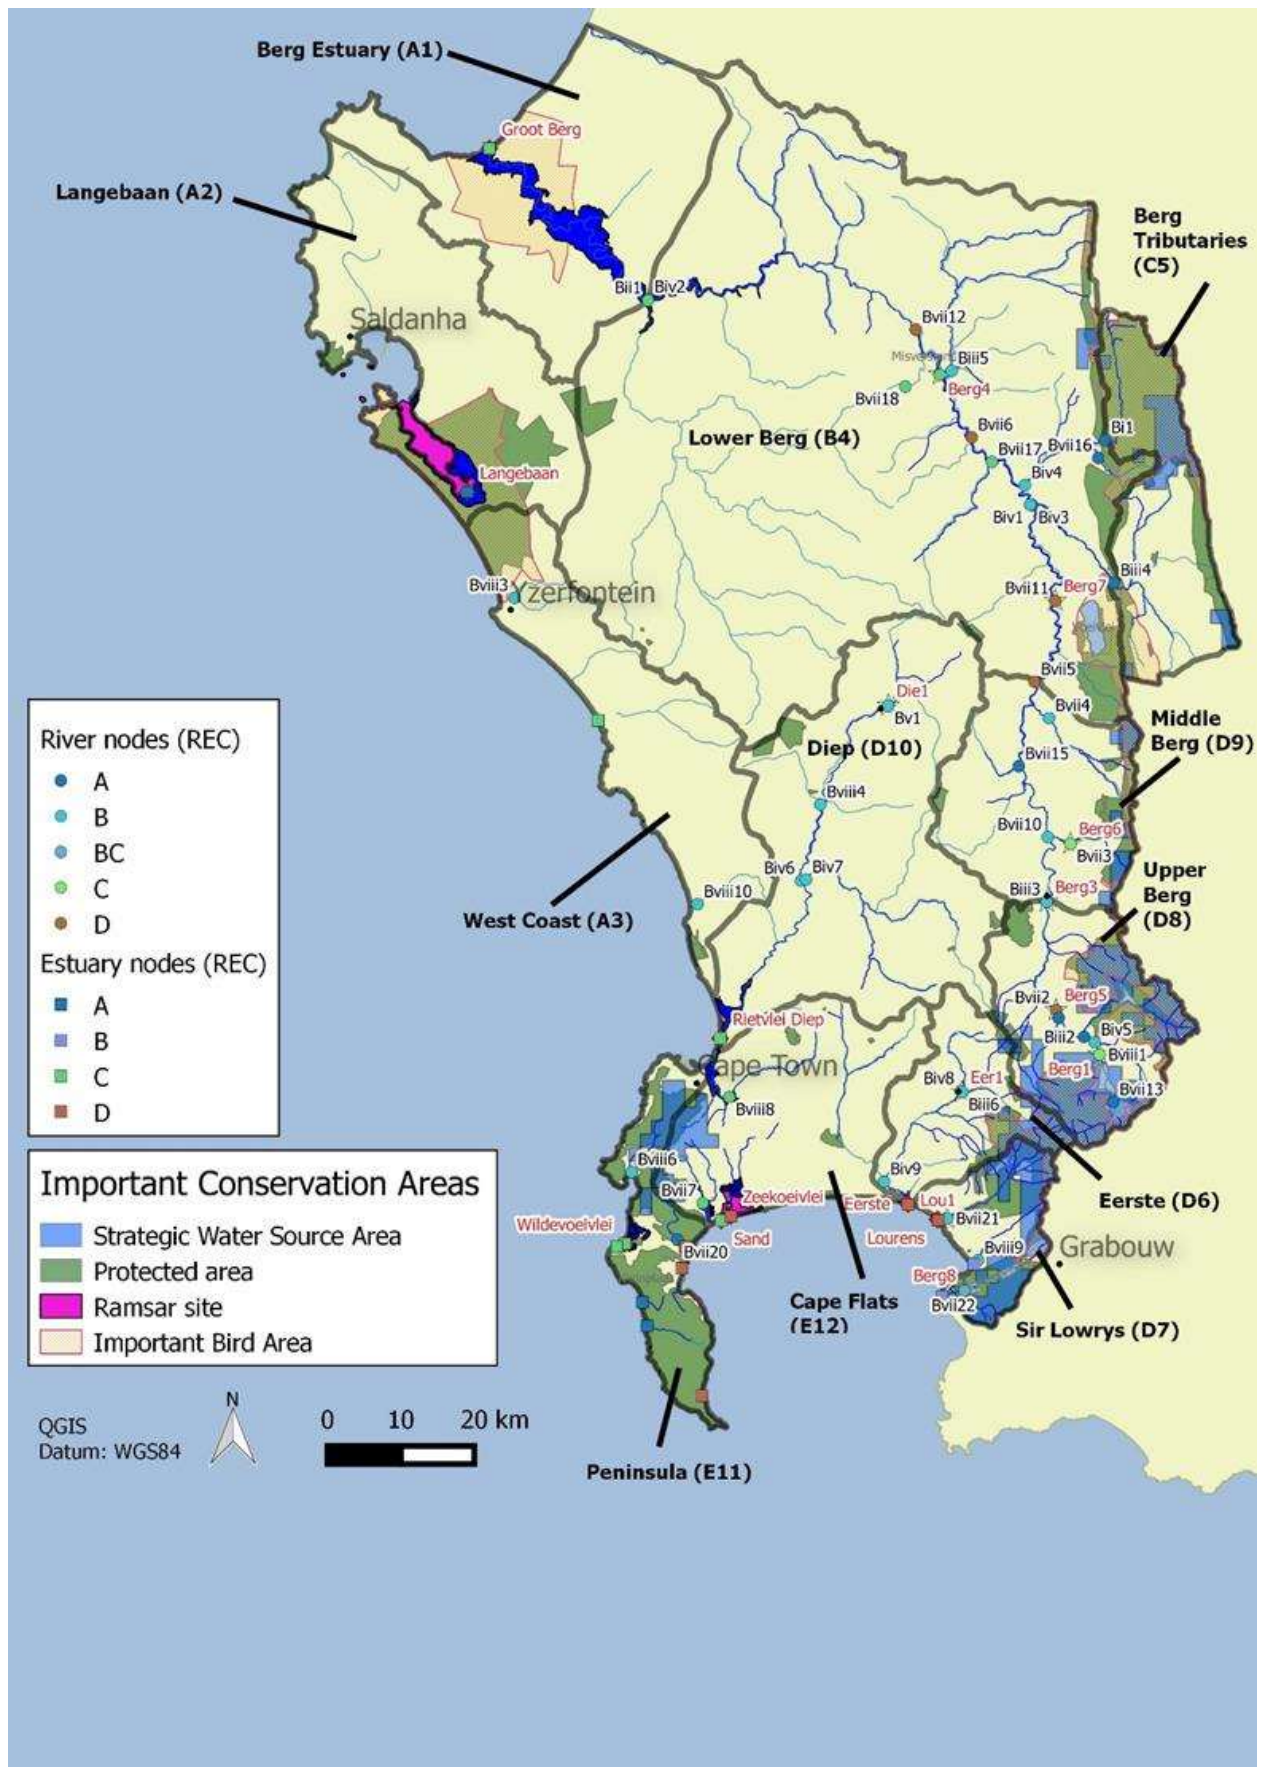 Berg Estuary (A1)
Groot Berg
Langebaan (A2)
Berg
Tributaries
(C5)
Bii1
Biv2
Saldanha
Bvii12
Biii5
Berg4
Bvii18
Lower Berg (B4)
Bvii6
Bi1
Bvii17
Bvii16
Langebaan
Biv4
Biv1
Biv3
Biii4
Bviii3
Yzerfontein
Bvii11
Berg7
Bvii5
Die1
Bv1
Bvii4
Middle
Berg (D9)
Diep (D10)
Bvii15
Bviii4
Bvii10
Berg6
Bvii3
Biv6
Biv7
Upper
Berg
(D8)
Bviii10
Biii3
Berg3
West Coast (A3)
Bvii2
Berg5
Rietvlei Diep
Biii2
Biv5
Bviii1
Cape Town
Biv8
Eer1
Berg1
Bvii13
Biii6
Bviii8
Bviii6
Biv9
Bvii7
Zeekoeivlei
Eerste
Lou1
Eerste (D6)
Wildevoeivlei
Sand
Bvii20
Lourens
Bvii21
Bviii9
Grabouw
Berg8
Bvii22
Cape Flats
(E12)
Sir Lowrys (D7)
Peninsula (E11)
River nodes (REC)
A
B
BC
C
D
Estuary nodes (REC)
A
B
C
D
Important Conservation Areas
Strategic Water Source Area
Protected area
Ramsar site
Important Bird Area
QGIS
Datum: WGS84
N
0 10 20 km